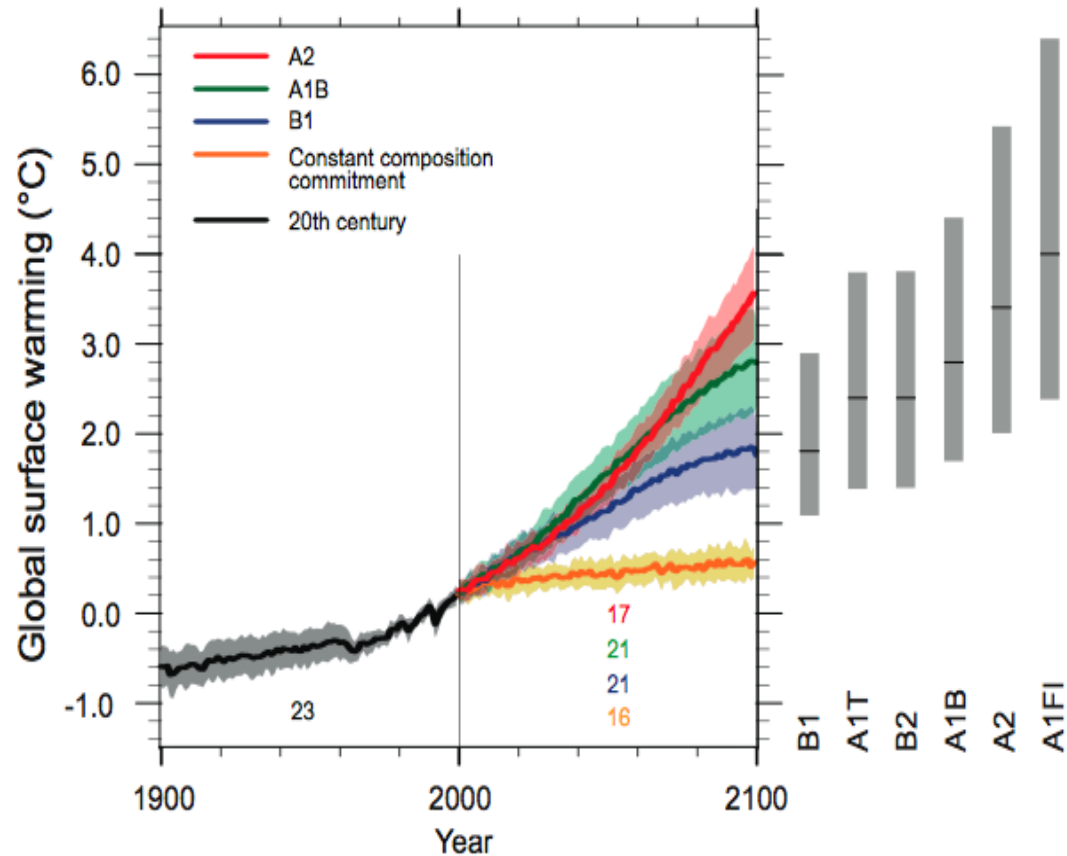 Global surface warming (°C)
6.0
5.0
4.0
3.0
2.0
1.0
0.0
-1.0
A2
A1B
B1
Constant composition
commitment
20th century
17
21
21
16
23
1900
2000
2100
Year
B1
A1T
B2
A1B
A2
A1FI